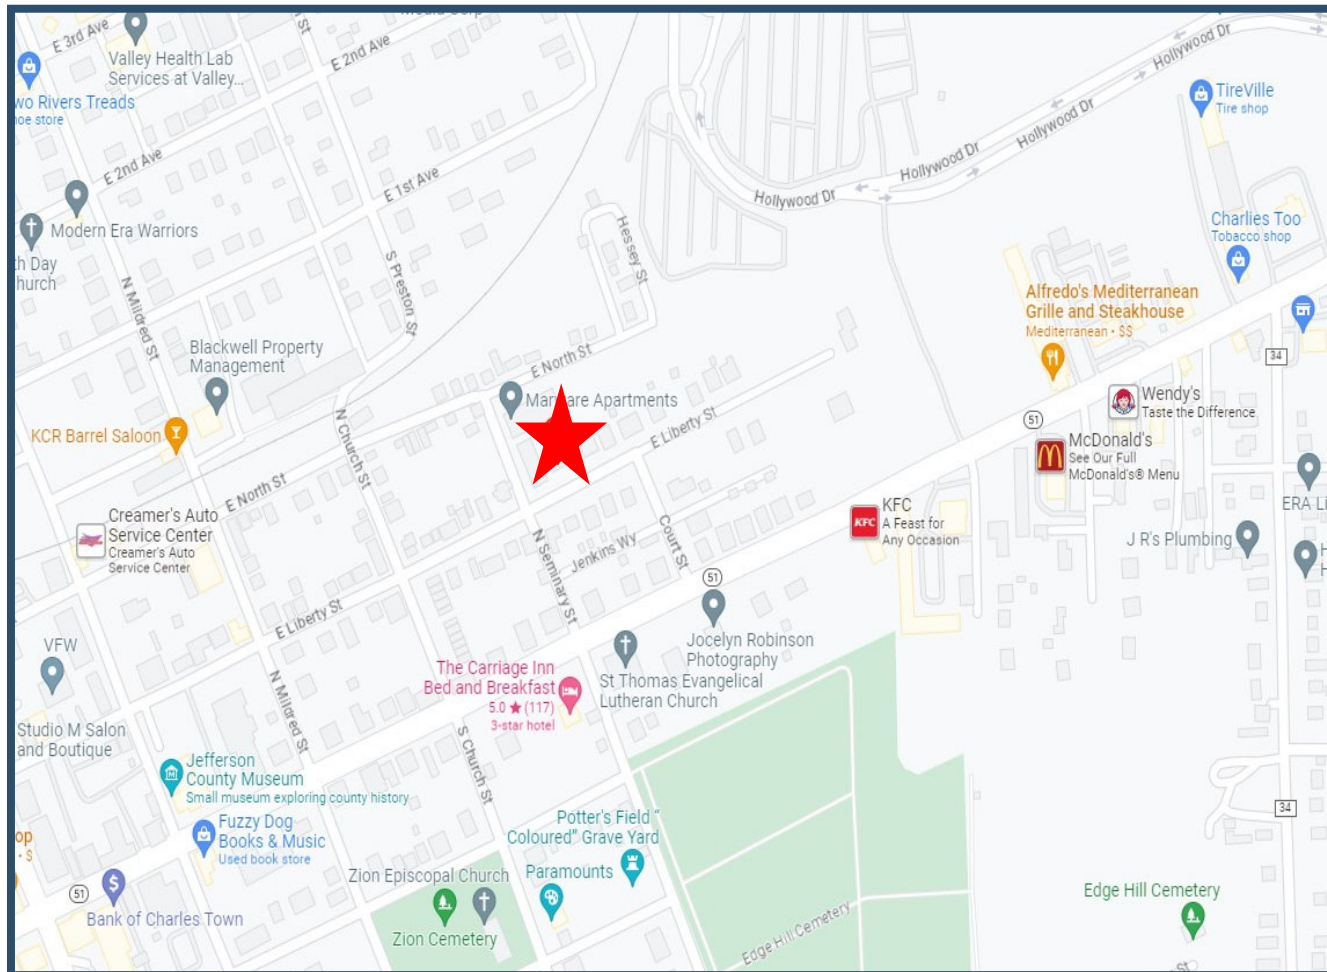 E 3rd Ave
Valley Health Lab
Services at Valley...
E 2nd Ave
Hollywood Dr
wo Rivers Treads
hoe store
TireVille
Tire shop
Hollywood Dr
E 2nd Ave
E 1st Ave
Hollywood Dr
Hollywood Dr
Modern Era Warriors
th Day
hurch
Charlies Too
Tobacco shop
Hessey St
S Preston St
N Mildred St
Alfredo's Mediterranean
Grille and Steakhouse
Mediterranean • $$
Blackwell Property
Management
E North St
34
Apartments
Wendy's
Taste the Difference
51
KCR Barrel Saloon
N Church St
E Liberty St
McDonald's
See Our Full
McDonald's® Menu
E North St
ERA Li
Creamer's Auto
Service Center
Creamer's Auto
Service Center
KFC
KFC
A Feast for
Any Occasion
Court St
N Seminary St
Jenkins Wy
J R's Plumbing
51
E Liberty St
VFW
Jocelyn Robinson
Photography
The Carriage Inn
Bed and Breakfast
5.0 ★ (117)
3-star hotel
St Thomas Evangelical
Lutheran Church
N Mildred St
Studio M Salon
and Boutique
S Church St
Jefferson
County Museum
Small museum exploring county history
34
Fuzzy Dog
Books & Music
Used book store
op
• $
Potter's Field "
Coloured" Grave Yard
Zion Episcopal Church
Paramounts
51
Bank of Charles Town
Zion Cemetery
Edge Hill Cemetery
Edge Hill Cemetery
St